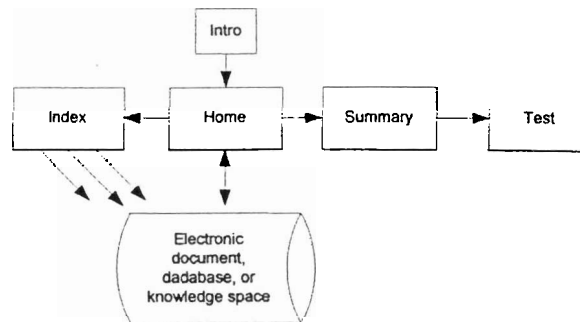 Intro
Index
Home
Summary
Test
Electronic
document,
dadabase, or
knowledge space